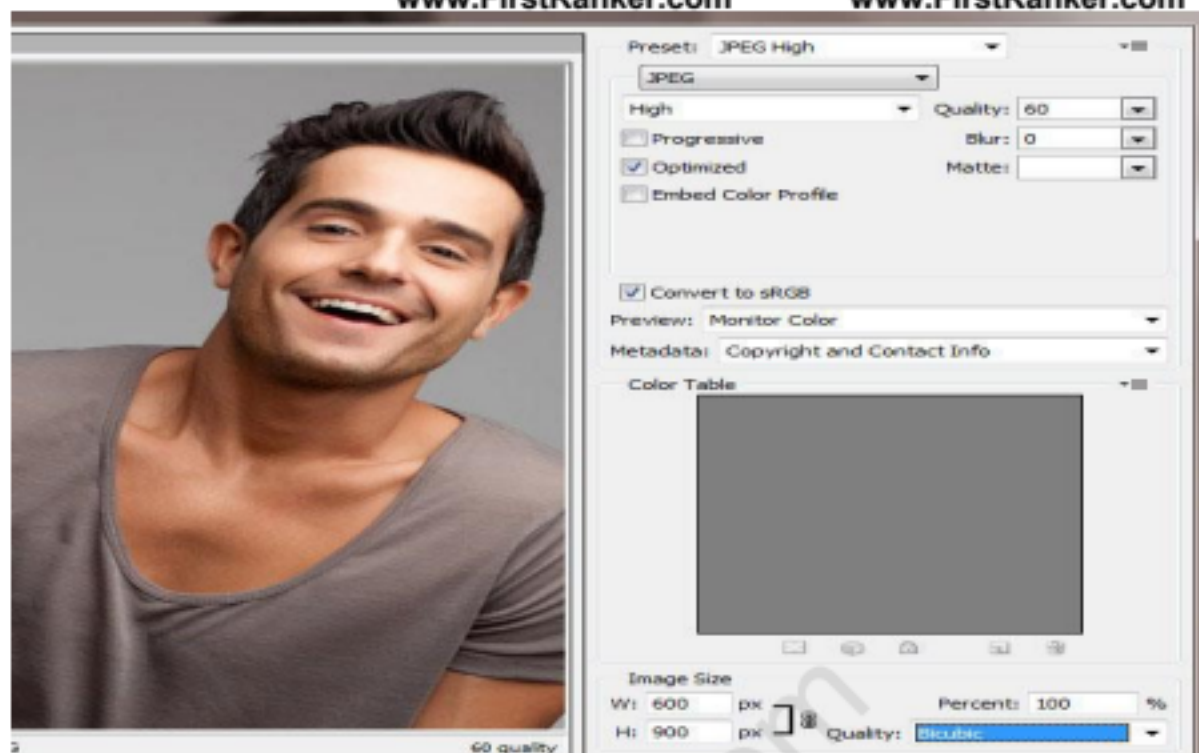 www.FirstRanker.com www.FirstRanker.com
Preset: JPEG High
JPEG
High Quality: 60
Progressive Blur: 0
Optimized Matte:
Embed Color Profile
Convert to sRGB
Preview: Monitor Color
Metadata: Copyright and Contact Info
Color Table
Image Size
W: 600 px Percent: 100 %
H: 900 px Quality: Bicubic
60 quality